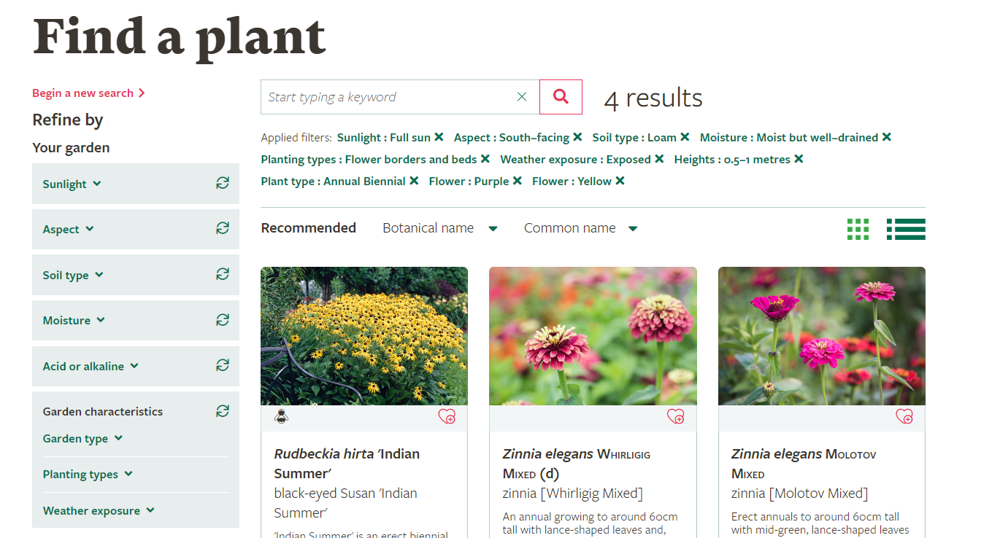 Find a plant
Begin a new search
Refine by
Your garden
Sunlight
Aspect
Soil type
Moisture
Acid or alkaline
Garden characteristics
Garden type
Planting types
Weather exposure
Start typing a keyword
4 results
Applied filters: Sunlight : Full sun Aspect : South-facing Soil type : Loam Moisture : Moist but well-drained
Planting types : Flower borders and beds Weather exposure : Exposed Heights : 0.5-1 metres
Plant type : Annual Biennial Flower : Purple Flower : Yellow
Recommended Botanical name Common name
Rudbeckia hirta 'Indian
Summer'
black-eyed Susan 'Indian
Summer'
'Indian Summer' is an erect biennial
Zinnia elegans Whirligig
Mixed (d)
zinnia [Whirligig Mixed]
An annual growing to around 60cm
tall with lance-shaped leaves and,
Zinnia elegans Molotov
Mixed
zinnia [Molotov Mixed]
Erect annuals to around 60cm tall
with mid-green, lance-shaped leaves